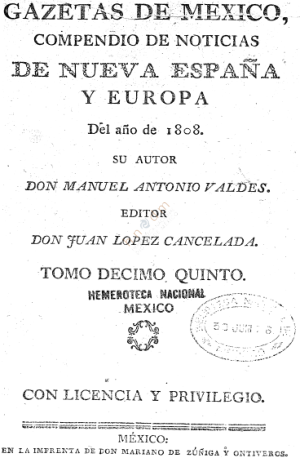 GAZETAS DE MEXICO,
COMPENDIO DE NOTICIAS
DE NUEVA ESPAÑA
Y EUROPA
Del año de 1808.
SU AUTOR
DON MANUEL ANTONIO VALDES.
EDITOR
DON JUAN LOPEZ CANCELADA.
TOMO DECIMO QUINTO.
HEMEROTECA NACIONAL
MEXICO
CON LICENCIA Y PRIVILEGIO.
MÉXICO:
EN LA IMPRENTA DE DON MARIANO DE ZÚÑIGA Y ONTIVEROS.